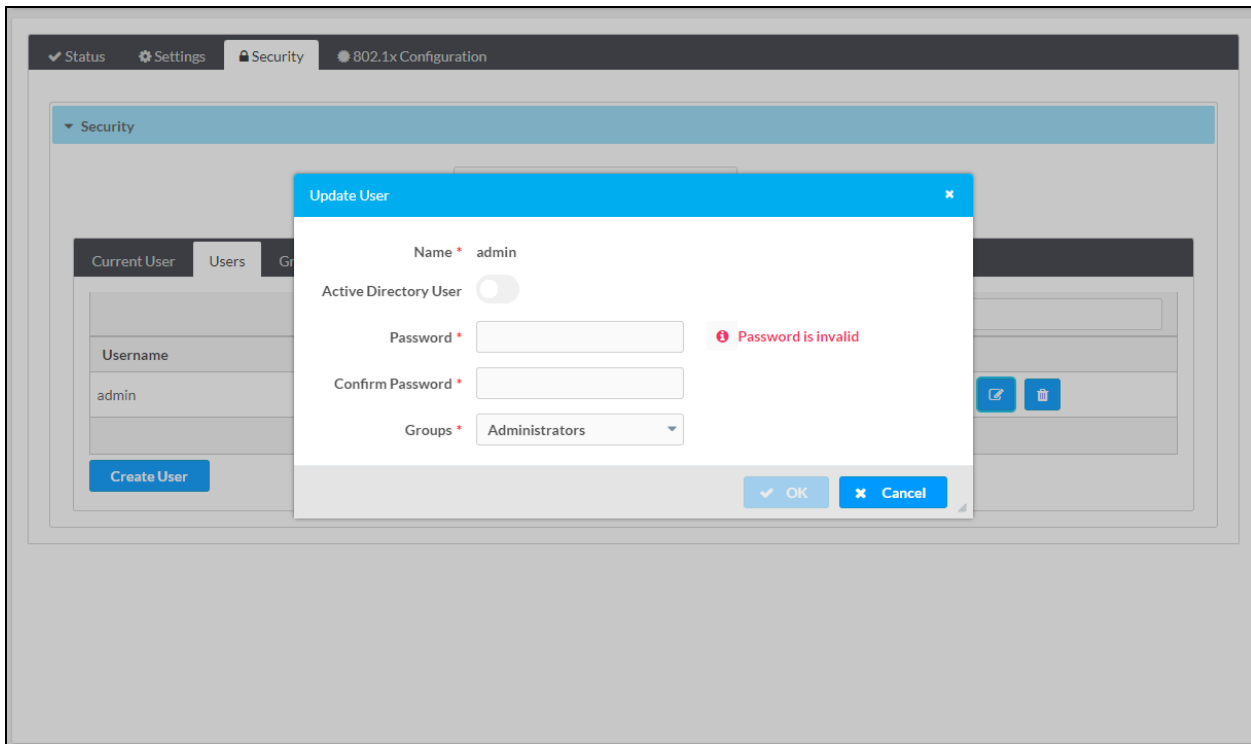 Status Settings Security 802.1x Configuration
Security
Update User
Name * admin
Current User Users Gr
Active Directory User
Password * Password is invalid
Username
Confirm Password *
admin
Groups * Administrators
Create User
OK Cancel